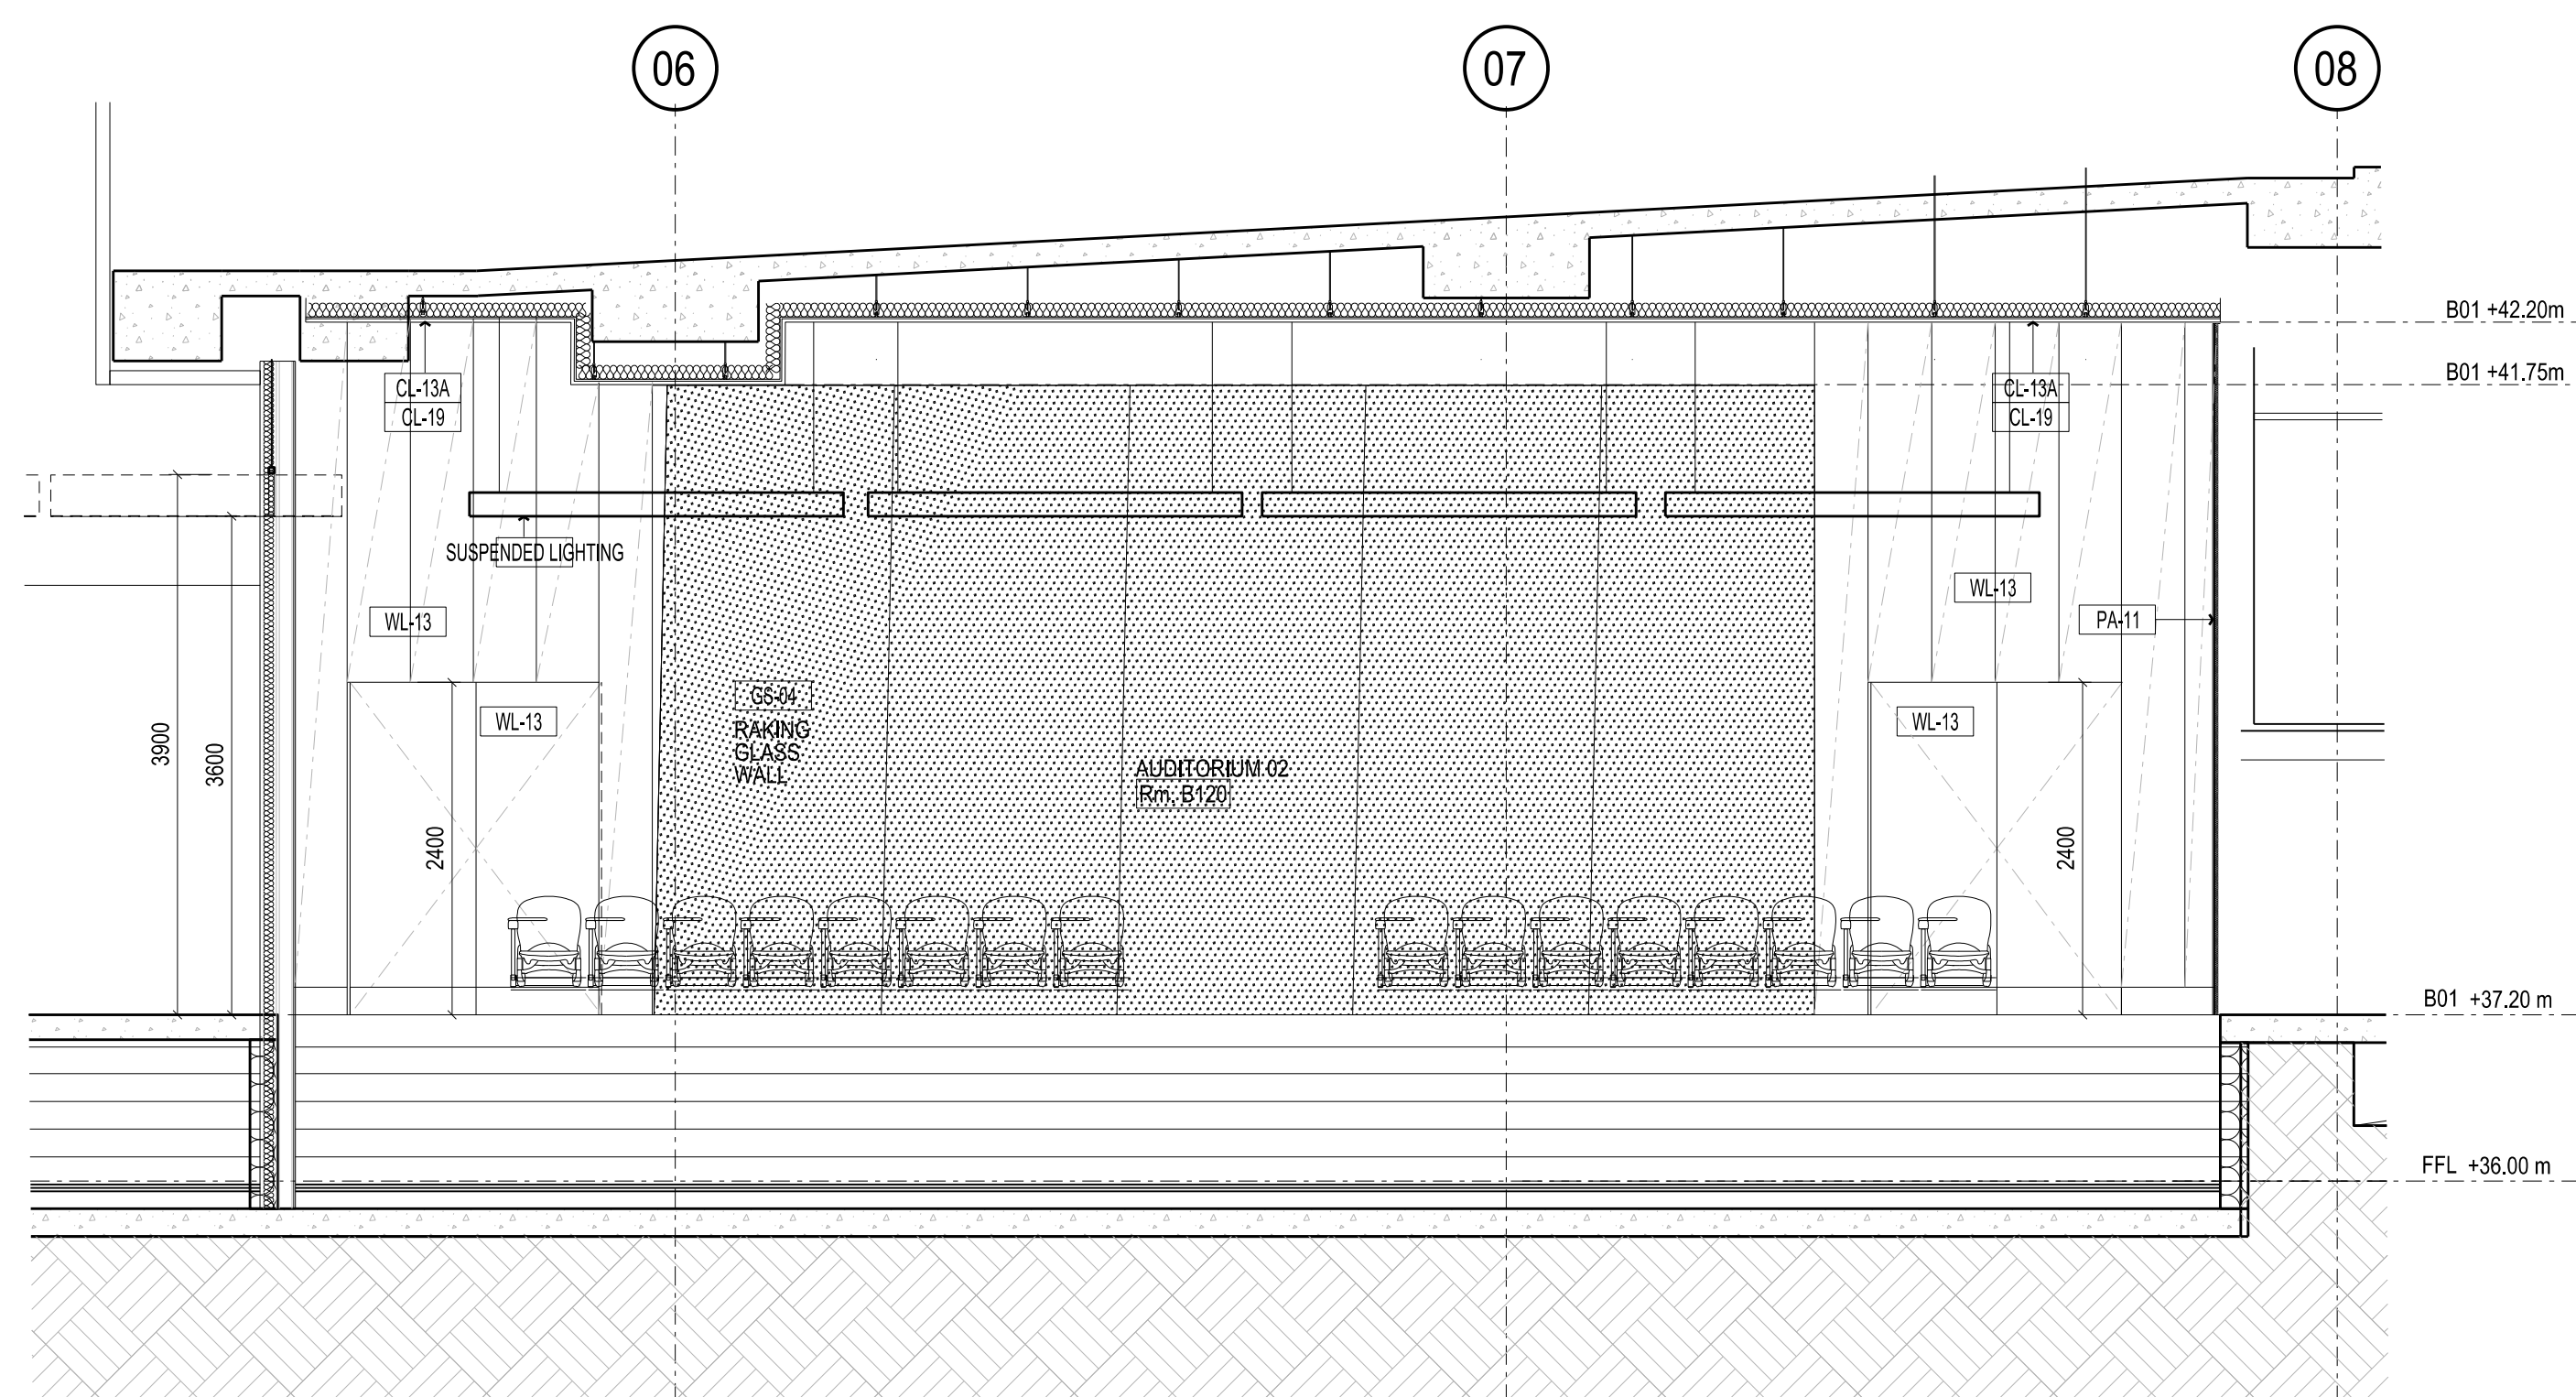 06
07
08
B01 +42.20m
B01 +41.75m
CL-13A
CL-19
CL-13A
CL-19
SUSPENDED LIGHTING
WL-13
WL-13
PA-11
WL-13
GS-04
RAKING
GLASS
WALL
WL-13
3900
3600
AUDITORIUM 02
Rm. B120
2400
2400
B01 +37.20 m
FFL +36.00 m